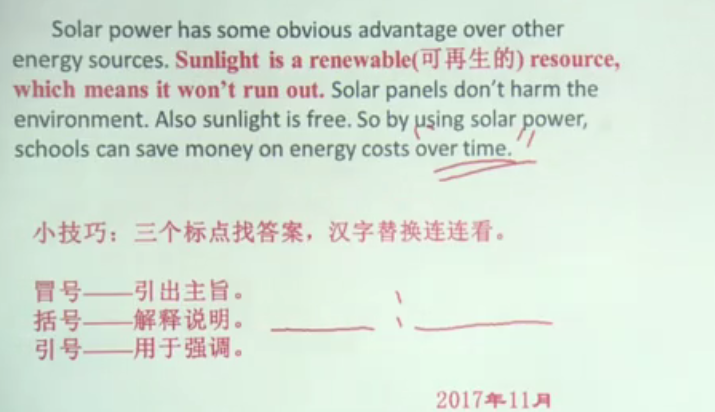 Solar power has some obvious advantage over other
energy sources. Sunlight is a renewable(可再生的) resource,
which means it won't run out. Solar panels don't harm the
environment. Also sunlight is free. So by using solar power,
schools can save money on energy costs over time.
小技巧：三个标点找答案，汉字替换连连看。
冒号——引出主旨。
括号——解释说明。
引号——用于强调。
2017年11月